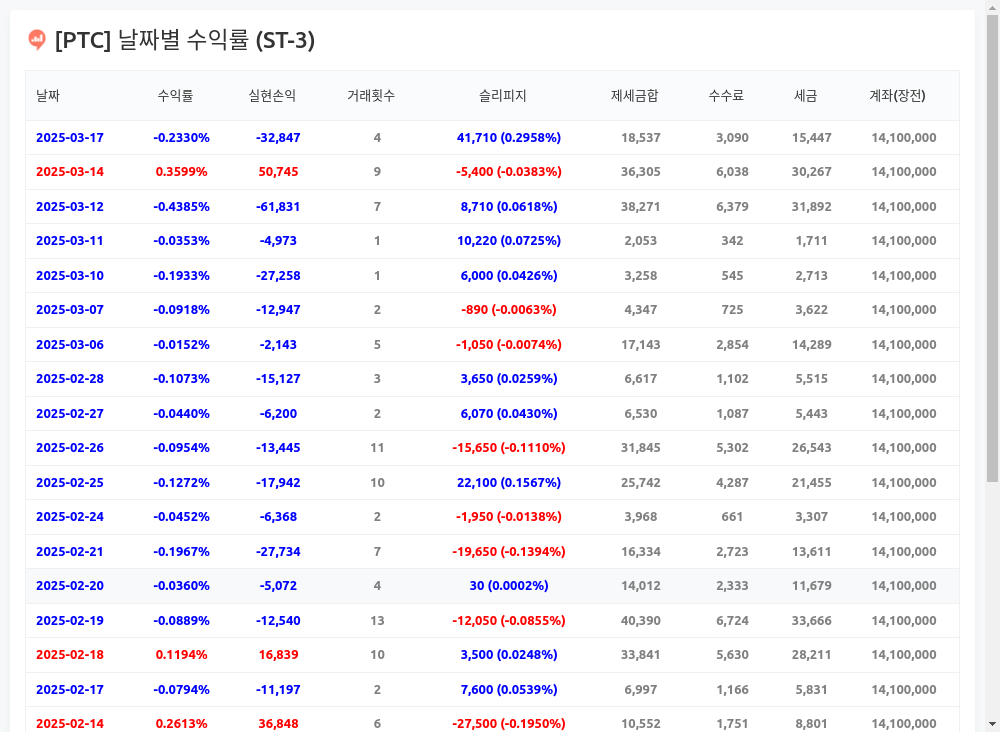 [PTC] 날짜별 수익률 (ST-3)
날짜 수익률 실현손익 거래횟수 슬리피지 제세금합 수수료 세금 계좌(장전)
2025-03-17 -0.2330% -32,847 4 41,710 (0.2958%) 18,537 3,090 15,447 14,100,000
2025-03-14 0.3599% 50,745 9 -5,400 (-0.0383%) 36,305 6,038 30,267 14,100,000
2025-03-12 -0.4385% -61,831 7 8,710 (0.0618%) 38,271 6,379 31,892 14,100,000
2025-03-11 -0.0353% -4,973 1 10,220 (0.0725%) 2,053 342 1,711 14,100,000
2025-03-10 -0.1933% -27,258 1 6,000 (0.0426%) 3,258 545 2,713 14,100,000
2025-03-07 -0.0918% -12,947 2 -890 (-0.0063%) 4,347 725 3,622 14,100,000
2025-03-06 -0.0152% -2,143 5 -1,050 (-0.0074%) 17,143 2,854 14,289 14,100,000
2025-02-28 -0.1073% -15,127 3 3,650 (0.0259%) 6,617 1,102 5,515 14,100,000
2025-02-27 -0.0440% -6,200 2 6,070 (0.0430%) 6,530 1,087 5,443 14,100,000
2025-02-26 -0.0954% -13,445 11 -15,650 (-0.1110%) 31,845 5,302 26,543 14,100,000
2025-02-25 -0.1272% -17,942 10 22,100 (0.1567%) 25,742 4,287 21,455 14,100,000
2025-02-24 -0.0452% -6,368 2 -1,950 (-0.0138%) 3,968 661 3,307 14,100,000
2025-02-21 -0.1967% -27,734 7 -19,650 (-0.1394%) 16,334 2,723 13,611 14,100,000
2025-02-20 -0.0360% -5,072 4 30 (0.0002%) 14,012 2,333 11,679 14,100,000
2025-02-19 -0.0889% -12,540 13 -12,050 (-0.0855%) 40,390 6,724 33,666 14,100,000
2025-02-18 0.1194% 16,839 10 3,500 (0.0248%) 33,841 5,630 28,211 14,100,000
2025-02-17 -0.0794% -11,197 2 7,600 (0.0539%) 6,997 1,166 5,831 14,100,000
2025-02-14 0.2613% 36,848 6 -27,500 (-0.1950%) 10,552 1,751 8,801 14,100,000